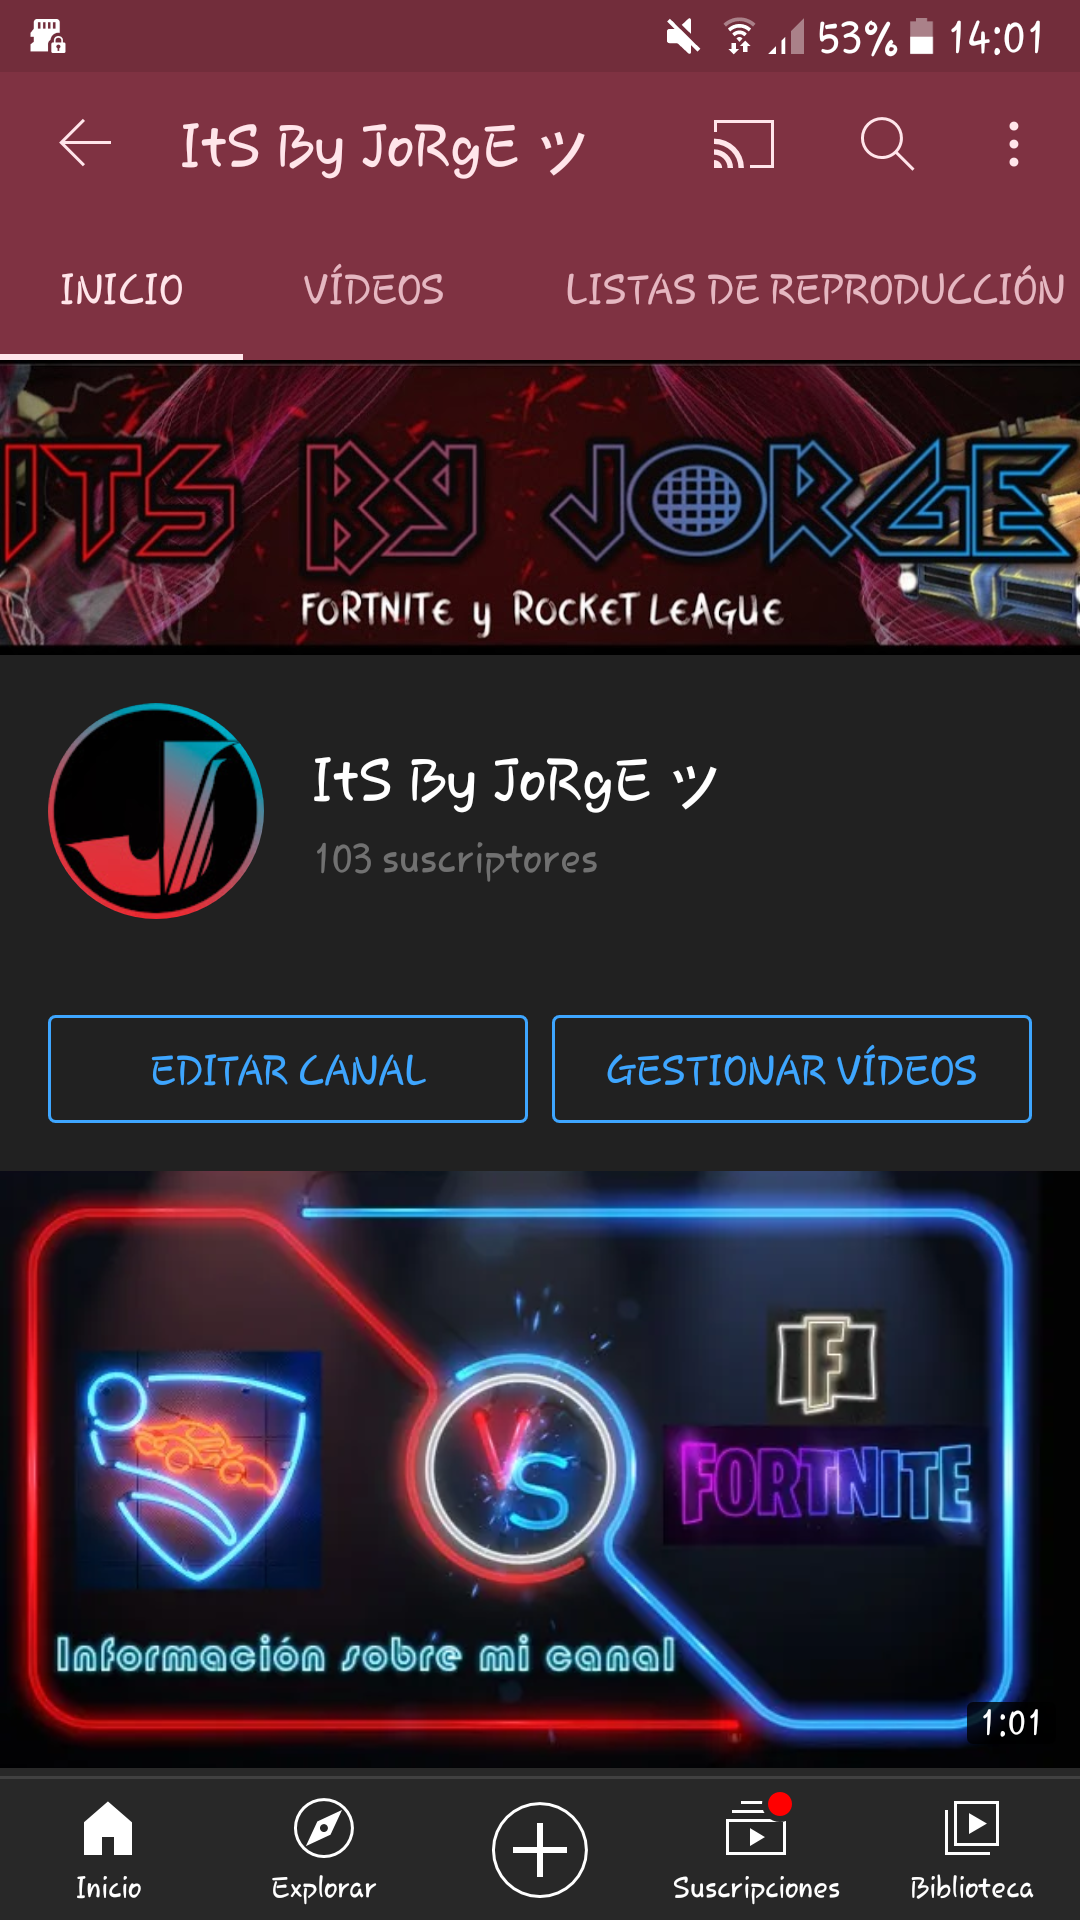 53% 14:01
ItS By JoRgE ツ
INICIO VÍDEOS LISTAS DE REPRODUCCIÓN
ITS BY JORGE
FORTNITE y ROCKET LEAGUE
ItS By JoRgE ツ
103 suscriptores
EDITAR CANAL GESTIONAR VÍDEOS
F
VS
FORTNITE
Información sobre mi canal
1:01
Inicio Explorar Suscripciones Biblioteca